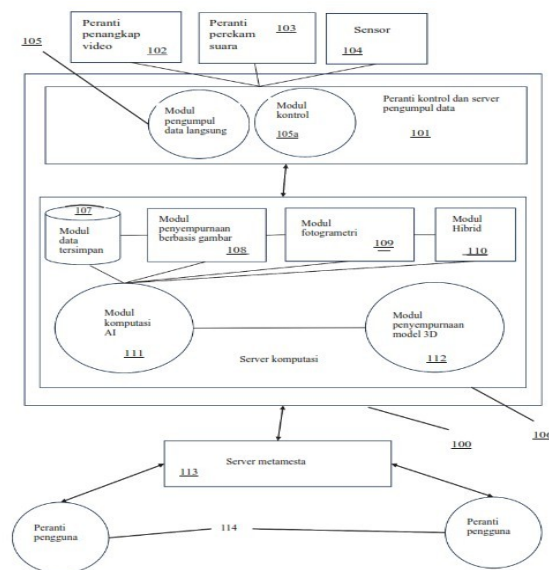 105
Peranti
penangkap
video 102
Peranti
perekam 103
suara
Sensor
104
Modul
pengumpul
data langsung
Modul
kontrol
105a
Peranti kontrol dan server
pengumpul data
101
107
Modul
data
tersimpan
Modul
penyempurnaan
berbasis gambar
108
Modul
fotogrametri
109
Modul
Hibrid
110
Modul
komputasi
AI
111
Modul
penyempurnaan
model 3D
112
Server komputasi
106
100
Server metamesta
113
Peranti
pengguna
114
Peranti
pengguna